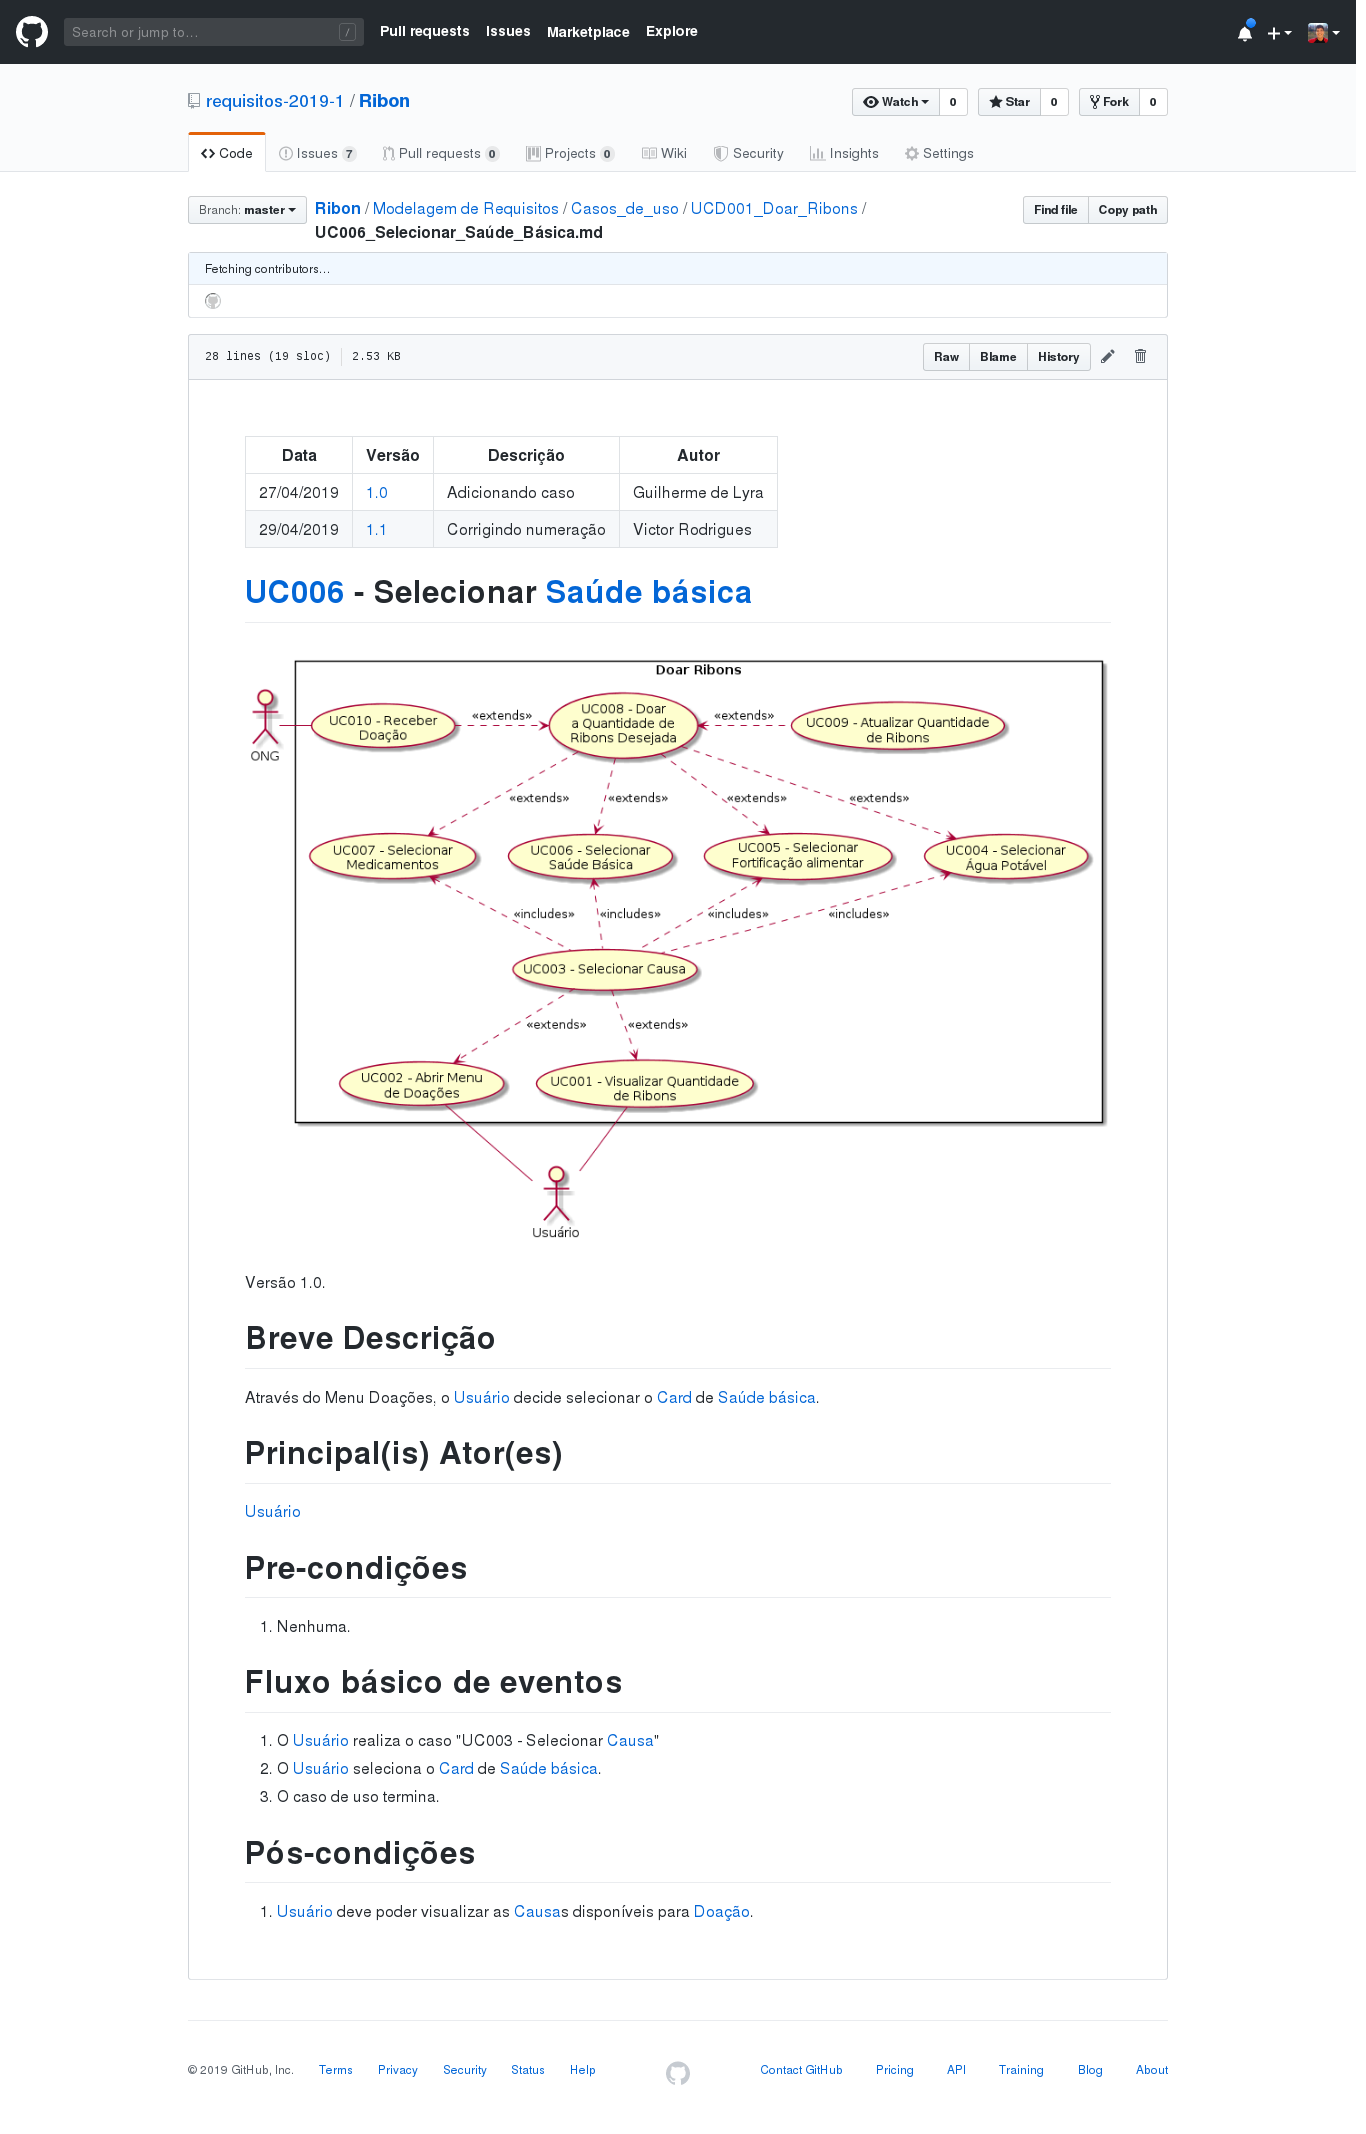 Search or jump to… /
Pull requests Issues Marketplace Explore
requisitos-2019-1 / Ribon
Watch 0 Star 0 Fork 0
Code Issues 7 Pull requests 0 Projects 0 Wiki Security Insights Settings
Branch: master Ribon / Modelagem de Requisitos / Casos_de_uso / UCD001_Doar_Ribons /
UC006_Selecionar_Saúde_Básica.md
Find file Copy path
Fetching contributors…
28 lines (19 sloc) 2.53 KB
Raw Blame History
Data Versão Descrição Autor
27/04/2019 1.0 Adicionando caso Guilherme de Lyra
29/04/2019 1.1 Corrigindo numeração Victor Rodrigues
UC006 - Selecionar Saúde básica
Doar Ribons
ONG
UC010 - Receber
Doação
«extends»
UC008 - Doar
a Quantidade de
Ribons Desejada
«extends»
UC009 - Atualizar Quantidade
de Ribons
«extends» «extends» «extends» «extends»
UC007 - Selecionar
Medicamentos
UC006 - Selecionar
Saúde Básica
UC005 - Selecionar
Fortificação alimentar
UC004 - Selecionar
Água Potável
«includes» «includes» «includes» «includes»
UC003 - Selecionar Causa
«extends» «extends»
UC002 - Abrir Menu
de Doações
UC001 - Visualizar Quantidade
de Ribons
Usuário
Versão 1.0.
Breve Descrição
Através do Menu Doações, o Usuário decide selecionar o Card de Saúde básica.
Principal(is) Ator(es)
Usuário
Pre-condições
1. Nenhuma.
Fluxo básico de eventos
1. O Usuário realiza o caso "UC003 - Selecionar Causa"
2. O Usuário seleciona o Card de Saúde básica.
3. O caso de uso termina.
Pós-condições
1. Usuário deve poder visualizar as Causas disponíveis para Doação.
© 2019 GitHub, Inc. Terms Privacy Security Status Help Contact GitHub Pricing API Training Blog About